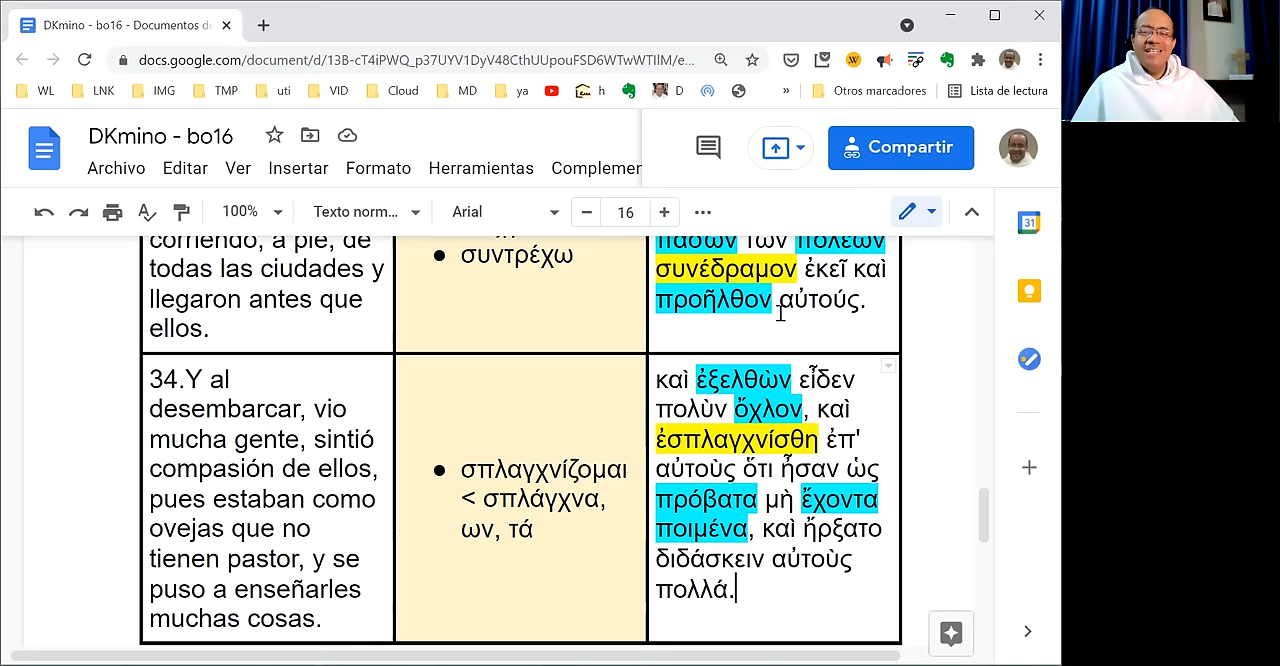 DKmino - bo16 - Documentos d
docs.google.com/document/d/13B-cT4iPWQ_p37UYV1DyV48CthUUpouFSD6WTwWTIlM/e...
WL LNK IMG TMP uti VID Cloud MD ya h D » Otros marcadores Lista de lectura
DKmino - bo16
Compartir
Archivo Editar Ver Insertar Formato Herramientas Complemen
100% Texto norm... Arial 16
31
corriendo, a pie, de
todas las ciudades y
llegaron antes que
ellos.
● συντρέχω
πασῶν τῶν πόλεων
συνέδραμον ἐκεῖ καὶ
προῆλθον αὐτούς.
34.Y al
desembarcar, vio
mucha gente, sintió
compasión de ellos,
pues estaban como
ovejas que no
tienen pastor, y se
puso a enseñarles
muchas cosas.
● σπλαγχνίζομαι
< σπλάγχνα,
ων, τά
καὶ ἐξελθὼν εἶδεν
πολὺν ὄχλον, καὶ
ἐσπλαγχνίσθη ἐπ'
αὐτοὺς ὅτι ἦσαν ὡς
πρόβατα μὴ ἔχοντα
ποιμένα, καὶ ἤρξατο
διδάσκειν αὐτοὺς
πολλά.